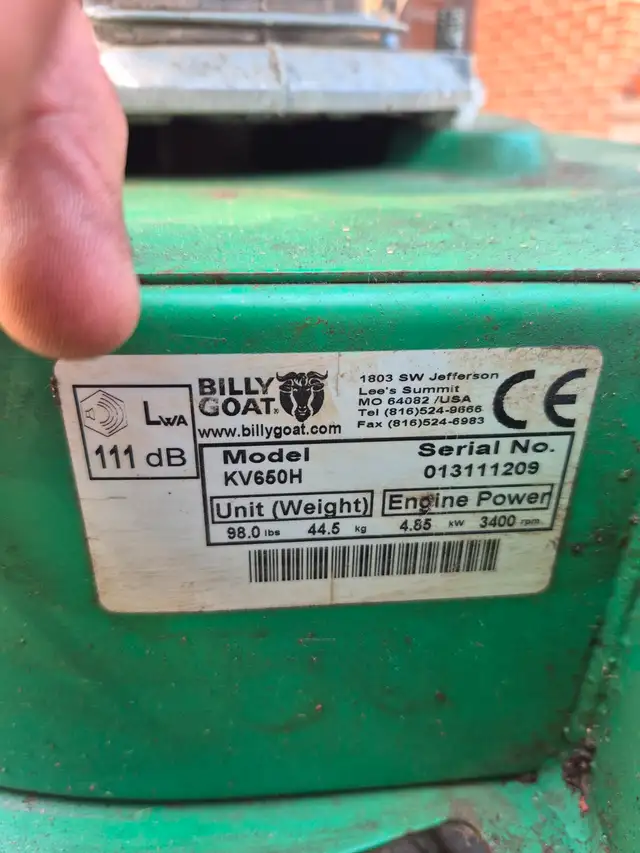 LWA
111 dB
BILLY
GOAT®
www.billygoat.com
1803 SW Jefferson
Lee's Summit
MO 64082 /USA
Tel (816)524-9666
Fax (816)524-6983
CE
Model
KV650H
Serial No.
013111209
Unit (Weight)
98.0 lbs 44.5 kg
Engine Power
4.85 kW 3400 rpm